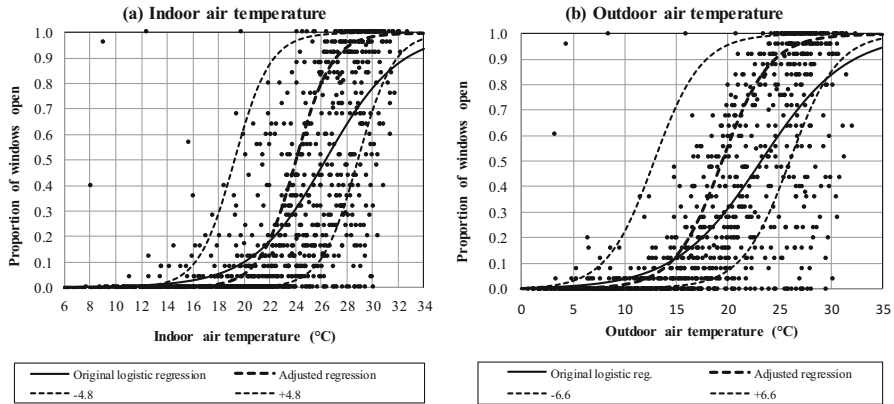 (a) Indoor air temperature
Proportion of windows open
1.0
0.9
0.8
0.7
0.6
0.5
0.4
0.3
0.2
0.1
0.0
6 8 10 12 14 16 18 20 22 24 26 28 30 32 34
Indoor air temperature (°C)
Original logistic regression Adjusted regression
-4.8 +4.8
(b) Outdoor air temperature
Proportion of windows open
1.0
0.9
0.8
0.7
0.6
0.5
0.4
0.3
0.2
0.1
0.0
0 5 10 15 20 25 30 35
Outdoor air temperature (°C)
Original logistic reg. Adjusted regression
-6.6 +6.6